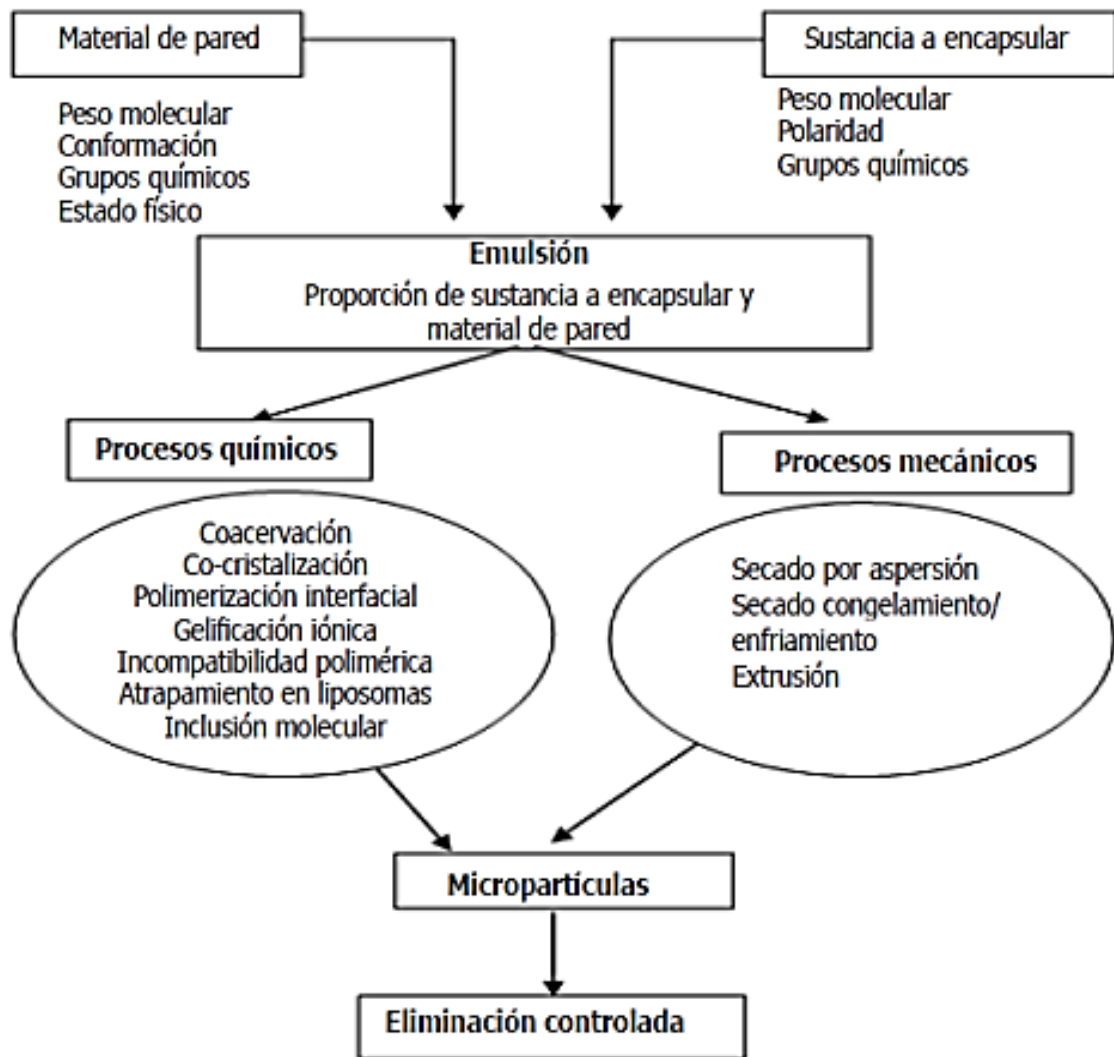 Material de pared
Sustancia a encapsular
Peso molecular
Conformación
Grupos químicos
Estado físico
Peso molecular
Polaridad
Grupos químicos
Emulsión
Proporción de sustancia a encapsular y
material de pared
Procesos químicos
Procesos mecánicos
Coacervación
Co-cristalización
Polimerización interfacial
Gelificación iónica
Incompatibilidad polimérica
Atrapamiento en liposomas
Inclusión molecular
Secado por aspersión
Secado congelamiento/
enfriamiento
Extrusión
Micropartículas
Eliminación controlada